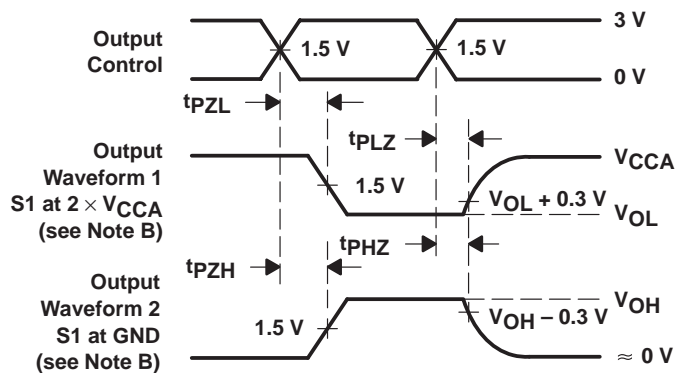 Output
Control
1.5 V
1.5 V
3 V
0 V
tPZL
tPLZ
Output
Waveform 1
S1 at 2 × VCCA
(see Note B)
1.5 V
VCCA
VOL + 0.3 V
VOL
tPZH
tPHZ
Output
Waveform 2
S1 at GND
(see Note B)
1.5 V
VOH
VOH – 0.3 V
≈ 0 V